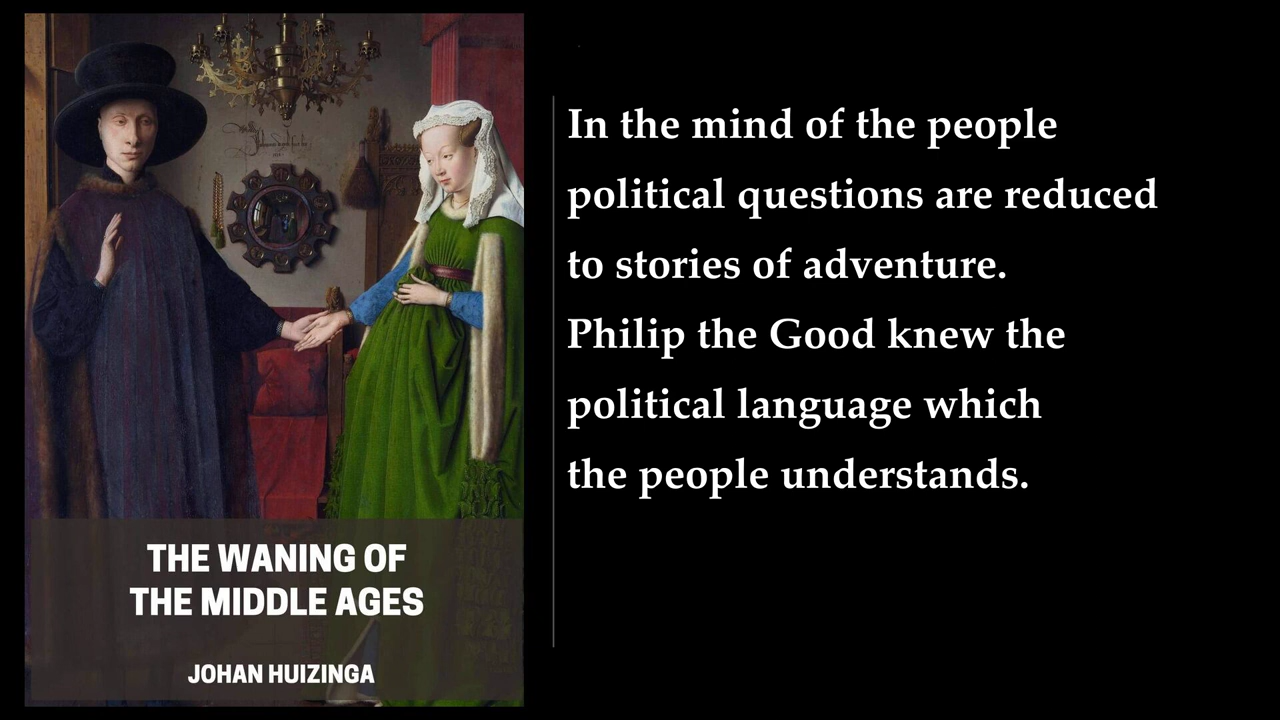 THE WANING OF
THE MIDDLE AGES
JOHAN HUIZINGA
In the mind of the people
political questions are reduced
to stories of adventure.
Philip the Good knew the
political language which
the people understands.